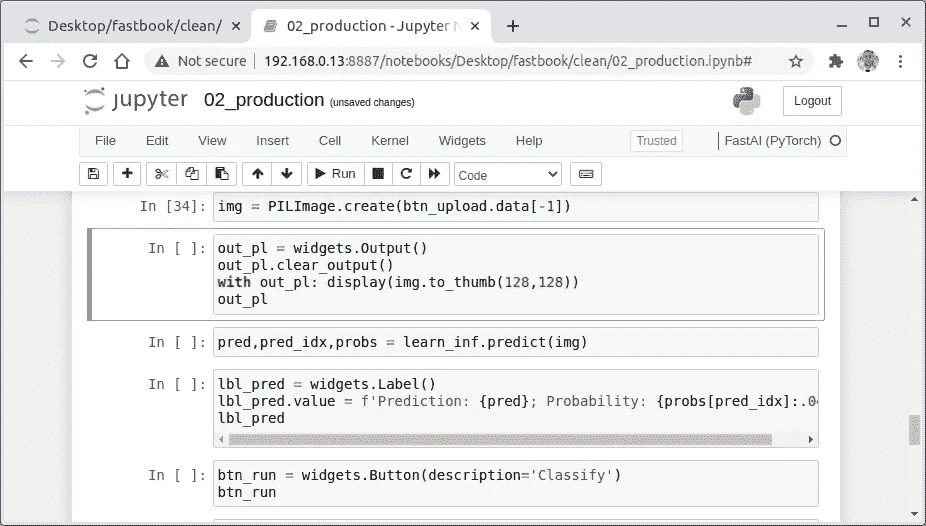 Desktop/fastbook/clean/
02_production - Jupyter N
Not secure | 192.168.0.13:8887/notebooks/Desktop/fastbook/clean/02_production.ipynb#
jupyter 02_production (unsaved changes)
Logout
File Edit View Insert Cell Kernel Widgets Help Trusted FastAI (PyTorch)
Run Code
In [34]: img = PILImage.create(btn_upload.data[-1])
In [ ]: out_pl = widgets.Output()
out_pl.clear_output()
with out_pl: display(img.to_thumb(128,128))
out_pl
In [ ]: pred,pred_idx,probs = learn_inf.predict(img)
In [ ]: lbl_pred = widgets.Label()
lbl_pred.value = f'Prediction: {pred}; Probability: {probs[pred_idx]:.04
lbl_pred
In [ ]: btn_run = widgets.Button(description='Classify')
btn_run